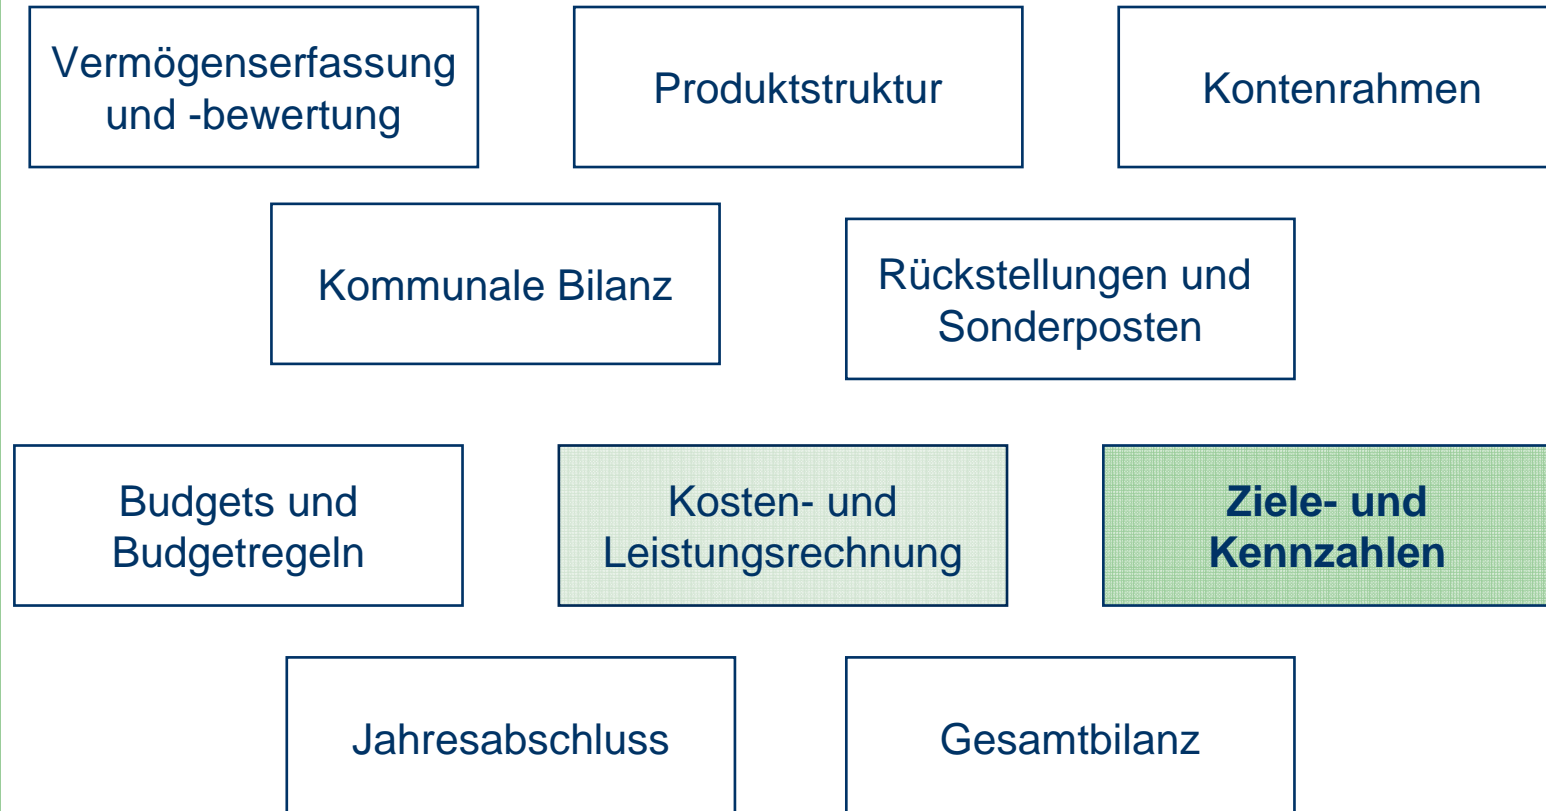 Vermögenserfassung
und -bewertung
Produktstruktur
Kontenrahmen
Kommunale Bilanz
Rückstellungen und
Sonderposten
Budgets und
Budgetregeln
Kosten- und
Leistungsrechnung
Ziele- und
Kennzahlen
Jahresabschluss
Gesamtbilanz